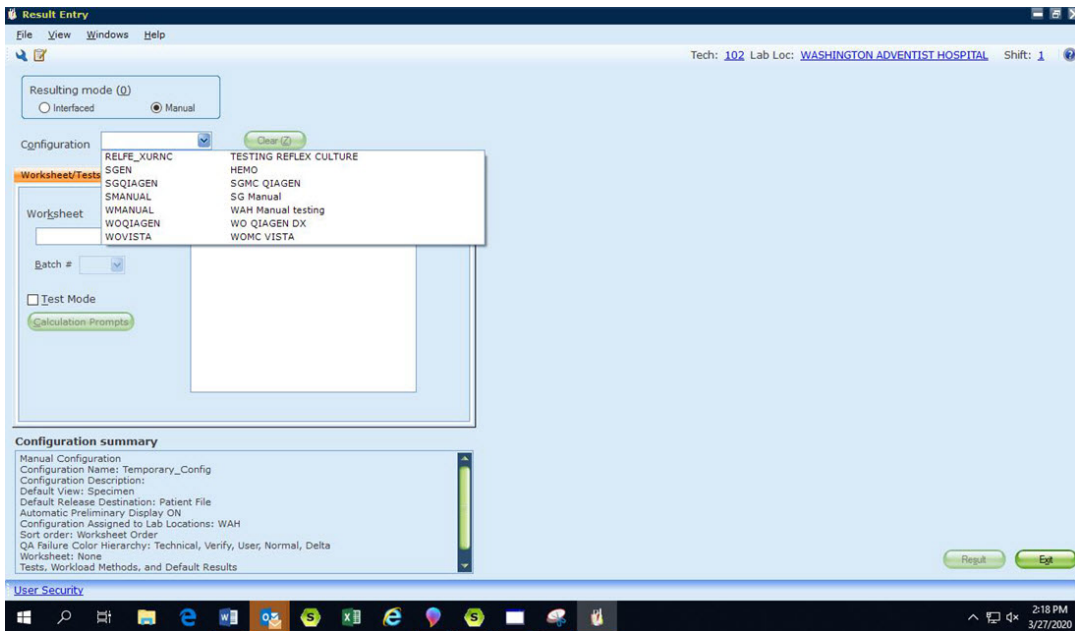 Result Entry
File View Windows Help
Tech: 102 Lab Loc: WASHINGTON ADVENTIST HOSPITAL Shift: 1
Resulting mode (0)
Interfaced Manual
Configuration Clear (Z)
RELFE_XURNC TESTING REFLEX CULTURE
SGEN HEMO
SGQIAGEN SGMC QIAGEN
SMANUAL SG Manual
WMANUAL WAH Manual testing
WOQIAGEN WO QIAGEN DX
WOVISTA WOMC VISTA
Worksheet/Tests
Worksheet
Batch #
Test Mode
Calculation Prompts
Configuration summary
Manual Configuration
Configuration Name: Temporary_Config
Configuration Description:
Default View: Specimen
Default Release Destination: Patient File
Automatic Preliminary Display ON
Configuration Assigned to Lab Locations: WAH
Sort order: Worksheet Order
QA Failure Color Hierarchy: Technical, Verify, User, Normal, Delta
Worksheet: None
Tests, Workload Methods, and Default Results
Result Exit
User Security
2:18 PM
3/27/2020